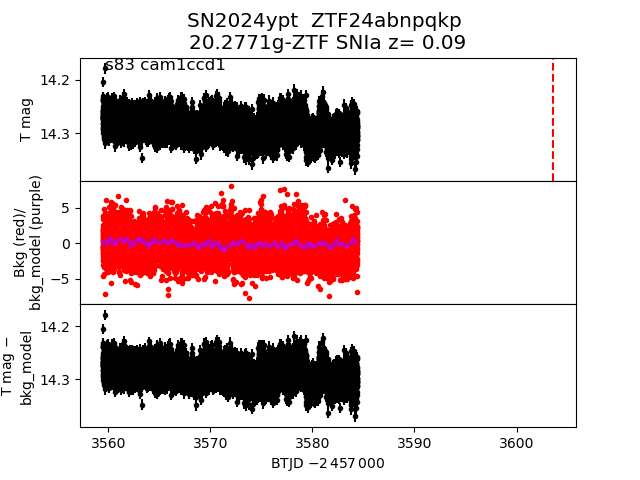 SN2024ypt  ZTF24abnpqkp
20.2771g-ZTF SNIa z= 0.09
s83 cam1ccd1
14.2
14.3
T mag
5
0
−5
Bkg (red)/
bkg_model (purple)
14.2
14.3
T mag −
bkg_model
3560 3570 3580 3590 3600
BTJD −2 457 000